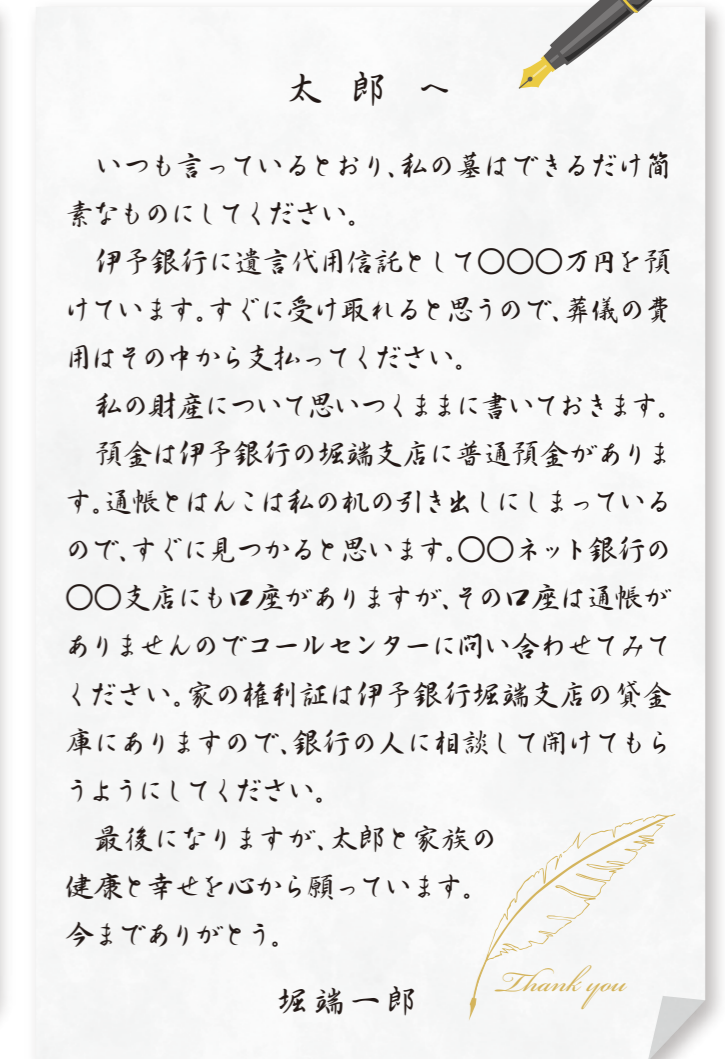 太 郎 へ
いつも言っているとおり、私の墓はできるだけ簡
素なものにしてください。
伊予銀行に遺言代用信託として〇〇〇万円を預
けています。すぐに受け取れると思うので、葬儀の費
用はその中から支払ってください。
私の財産について思いつくままに書いておきます。
預金は伊予銀行の堀端支店に普通預金がありま
す。通帳とはんこは私の机の引き出しにしまっている
ので、すぐに見つかると思います。〇〇ネット銀行の
〇〇支店にも口座がありますが、その口座は通帳が
ありませんのでコールセンターに問い合わせてみて
ください。家の権利証は伊予銀行堀端支店の貸金
庫にありますので、銀行の人に相談して開けてもら
うようにしてください。
最後になりますが、太郎と家族の
健康と幸せを心から願っています。
今までありがとう。
Thank you
堀端一郎